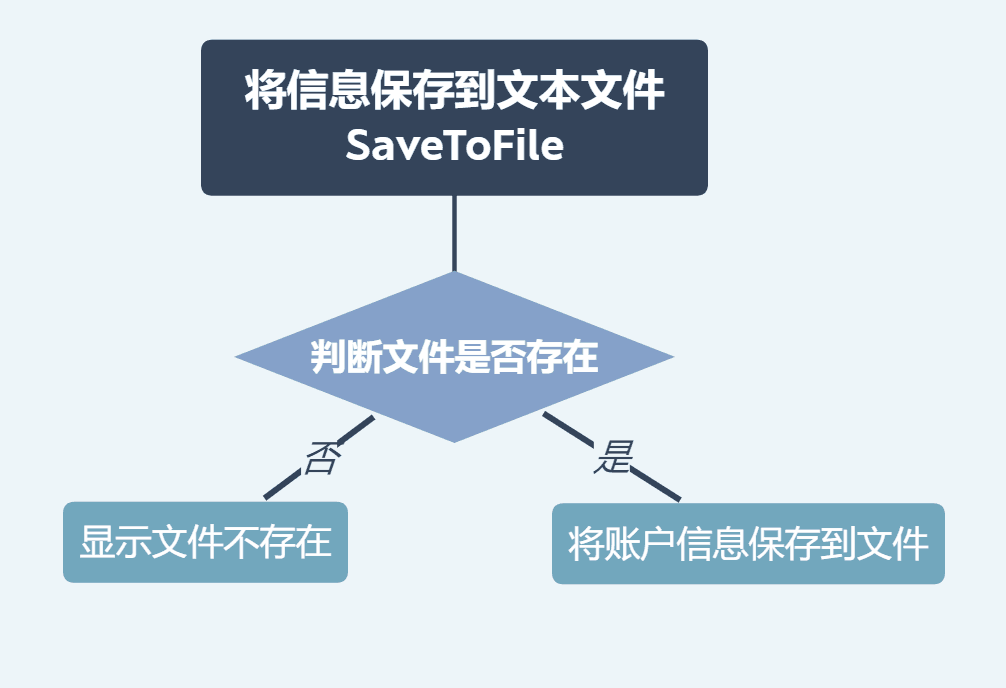 将信息保存到文本文件
SaveToFile
判断文件是否存在
否
是
显示文件不存在
将账户信息保存到文件